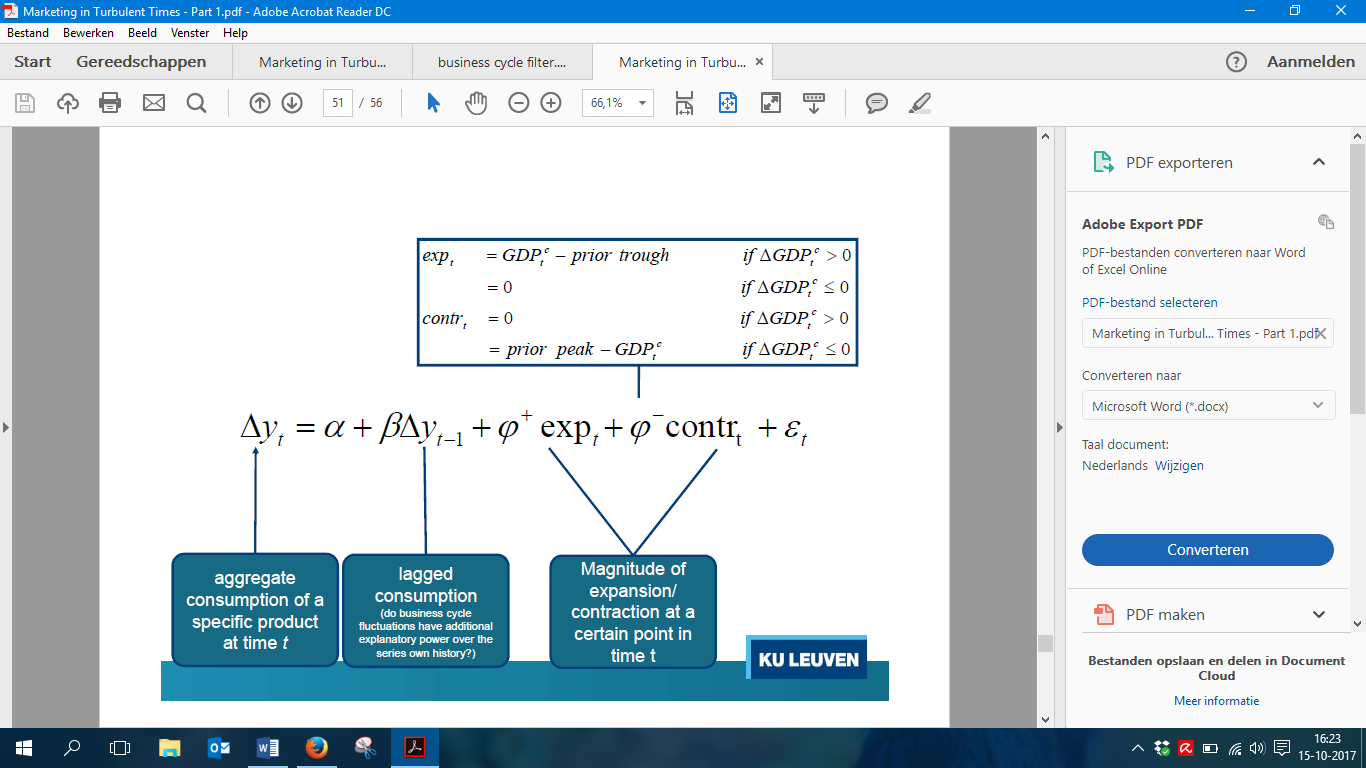 Marketing in Turbulent Times - Part 1.pdf - Adobe Acrobat Reader DC
Bestand Bewerken Beeld Venster Help
Start Gereedschappen Marketing in Turbu... business cycle filter.... Marketing in Turbu... × ? Aanmelden
51 / 56 66,1%
exp_t = GDP_t^c – prior trough if ΔGDP_t^c > 0
= 0 if ΔGDP_t^c ≤ 0
contr_t = 0 if ΔGDP_t^c > 0
= prior peak – GDP_t^c if ΔGDP_t^c ≤ 0
Δy_t = α + βΔy_{t–1} + φ^+ exp_t + φ^– contr_t + ε_t
aggregate
consumption of a
specific product
at time t
lagged
consumption
(do business cycle
fluctuations have additional
explanatory power over the
series own history?)
Magnitude of
expansion/
contraction at a
certain point in
time t
KU LEUVEN
PDF exporteren
Adobe Export PDF
PDF-bestanden converteren naar Word
of Excel Online
PDF-bestand selecteren
Marketing in Turbul... Times - Part 1.pdf
Converteren naar
Microsoft Word (*.docx)
Taal document:
Nederlands Wijzigen
Converteren
PDF maken
Bestanden opslaan en delen in Document
Cloud
Meer informatie
16:23
15-10-2017